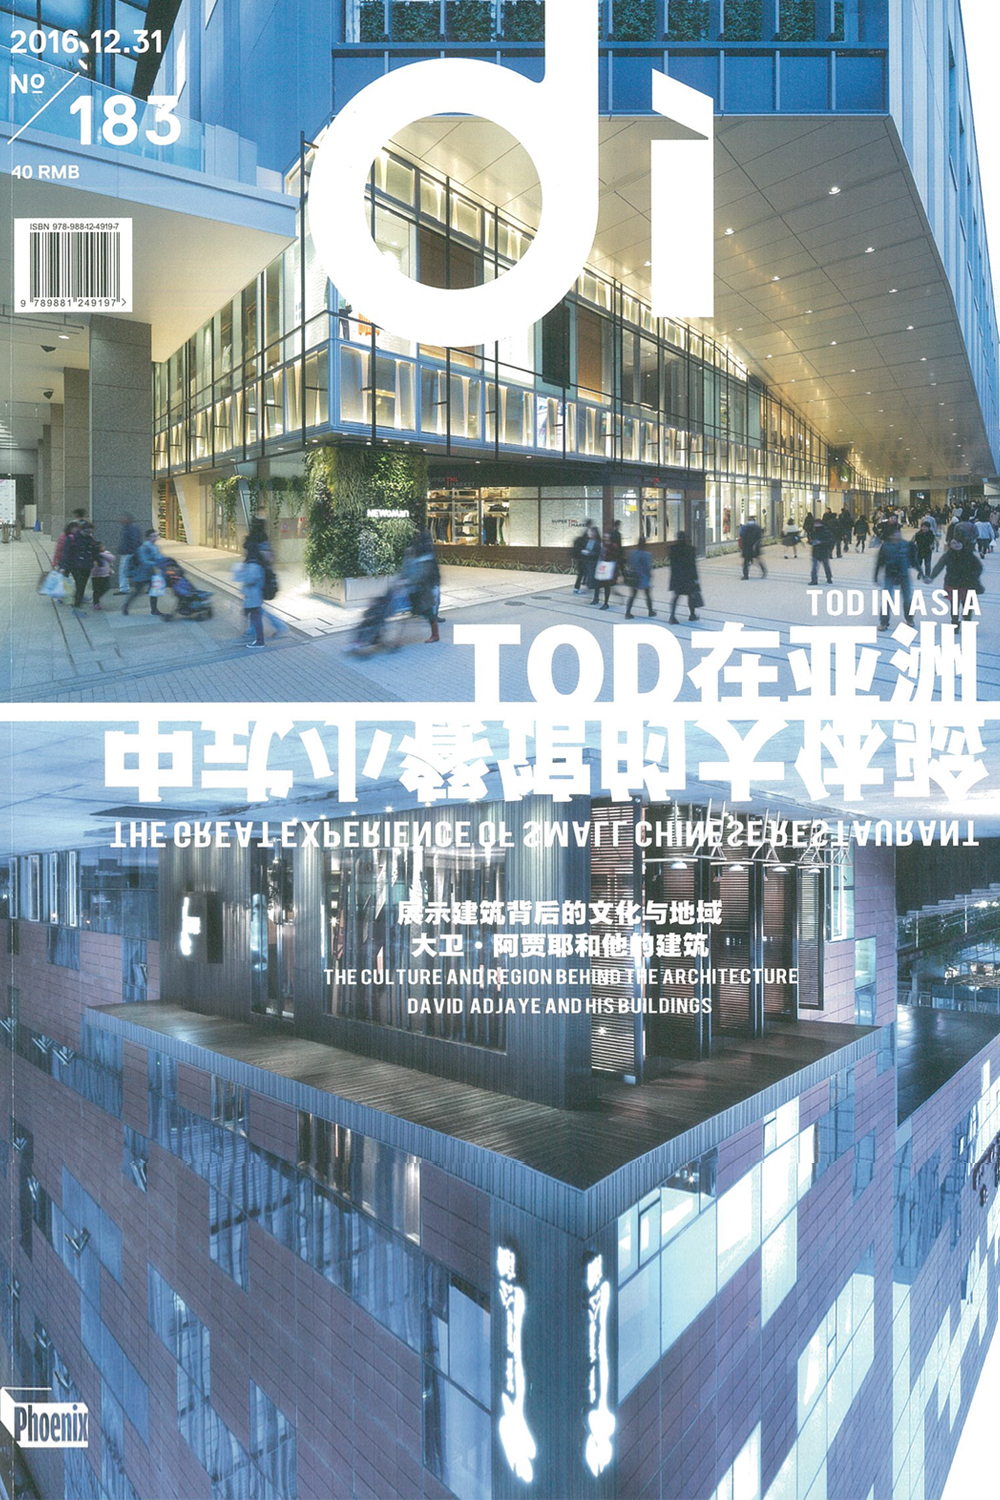 2016.12.31
Nº
183
40 RMB
di
ISBN 978-988-12-4919-7
9 789881 249197 >
NEWoMan
TOD IN ASIA
TOD在亚洲
中式小餐馆的大体验
THE GREAT EXPERIENCE OF SMALL CHINESE RESTAURANT
展示建筑背后的文化与地域
大卫·阿贾耶和他的建筑
THE CULTURE AND REGION BEHIND THE ARCHITECTURE
DAVID ADJAYE AND HIS BUILDINGS
Phoenix